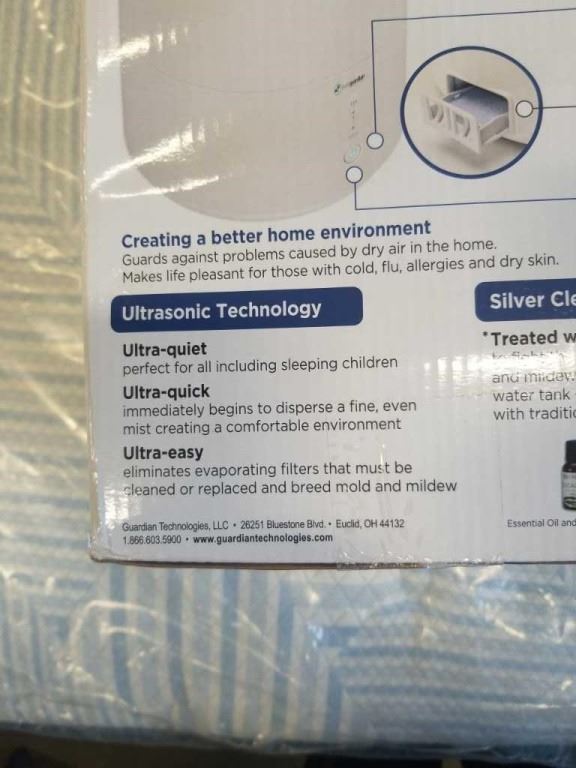 Creating a better home environment
Guards against problems caused by dry air in the home.
Makes life pleasant for those with cold, flu, allergies and dry skin.
Ultrasonic Technology
Ultra-quiet
perfect for all including sleeping children
Ultra-quick
immediately begins to disperse a fine, even
mist creating a comfortable environment
Ultra-easy
eliminates evaporating filters that must be
cleaned or replaced and breed mold and mildew
Guardian Technologies, LLC • 26251 Bluestone Blvd. • Euclid, OH 44132
1.866.603.5900 • www.guardiantechnologies.com
Silver Cle
*Treated w
and mildew
water tank
with traditio
Essential Oil and